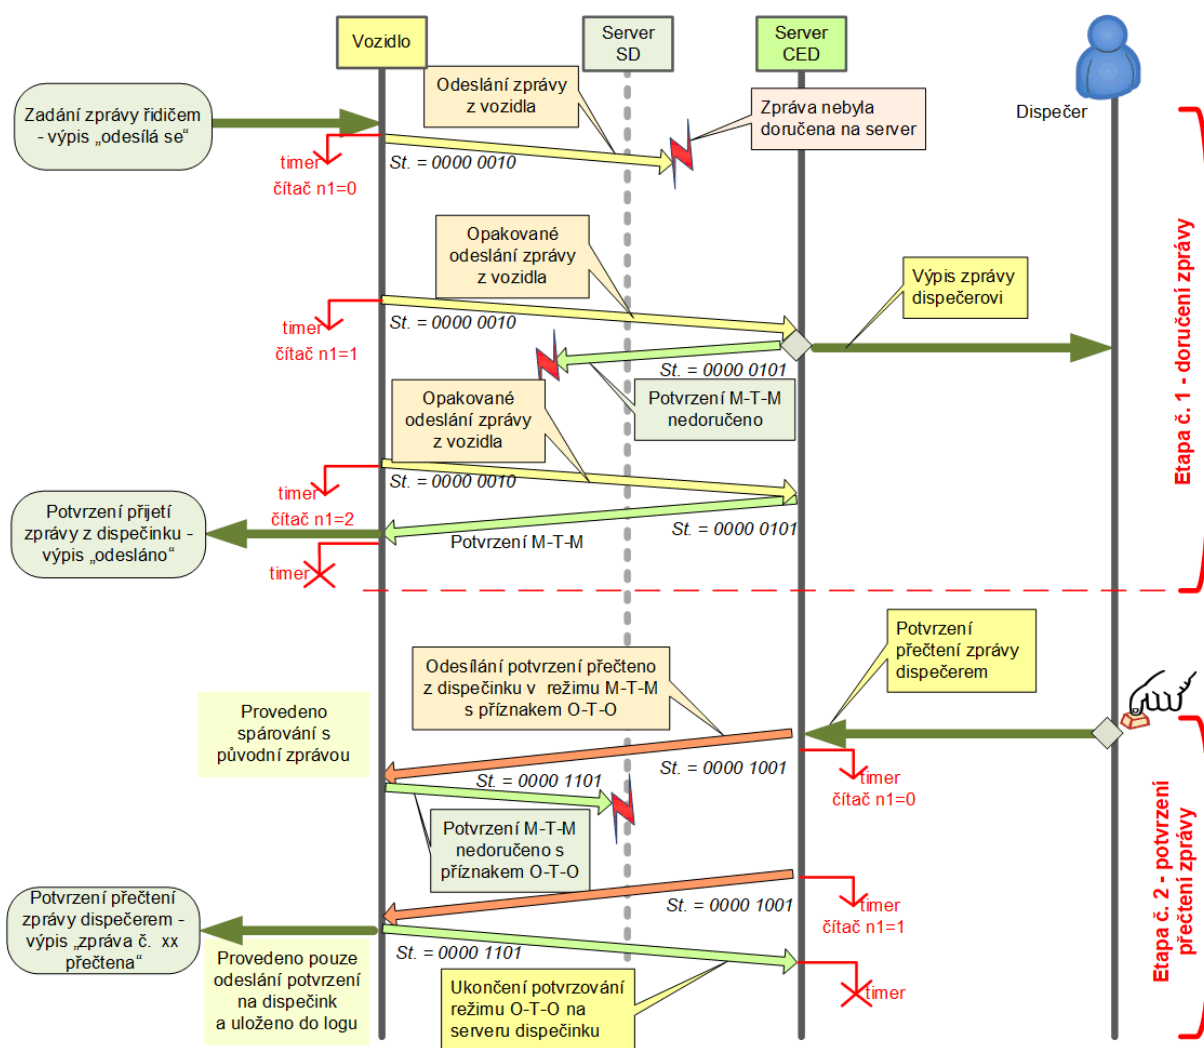 Vozidlo
Server
SD
Server
CED
Dispečer
Zadání zprávy řidičem
- výpis „odesílá se“
Odeslání zprávy
z vozidla
Zpráva nebyla
doručena na server
timer
čítač n1=0
St. = 0000 0010
Opakované
odeslání zprávy
z vozidla
Výpis zprávy
dispečerovi
timer
čítač n1=1
St. = 0000 0010
St. = 0000 0101
Potvrzení M-T-M
nedoručeno
Opakované
odeslání zprávy
z vozidla
timer
čítač n1=2
St. = 0000 0010
St. = 0000 0101
Potvrzení M-T-M
Potvrzení přijetí
zprávy z dispečinku -
výpis „odesláno“
timer
Etapa č. 1 - doručení zprávy
Potvrzení
přečtení zprávy
dispečerem
Odesílání potvrzení přečteno
z dispečinku v režimu M-T-M
s příznakem O-T-O
Provedeno
spárování s
původní zprávou
St. = 0000 1001
timer
čítač n1=0
St. = 0000 1101
Potvrzení M-T-M
nedoručeno s
příznakem O-T-O
St. = 0000 1001
timer
čítač n1=1
Potvrzení přečtení
zprávy dispečerem -
výpis „zpráva č. xx
přečtena“
St. = 0000 1101
Provedeno pouze
odeslání potvrzení
na dispečink
a uloženo do logu
Ukončení potvrzování
režimu O-T-O na
serveru dispečinku
timer
Etapa č. 2 - potvrzení
přečtení zprávy